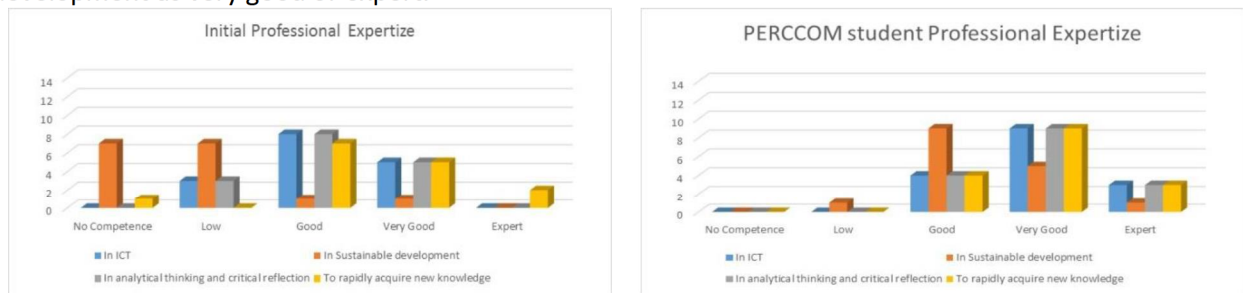 Initial Professional Expertize
14
12
10
8
6
4
2
0
No Competence Low Good Very Good Expert
In ICT In Sustainable development
In analytical thinking and critical reflection To rapidly acquire new knowledge
PERCCOM student Professional Expertize
14
12
10
8
6
4
2
0
No Competence Low Good Very Good Expert
In ICT In Sustainable development
In analytical thinking and critical reflection To rapidly acquire new knowledge